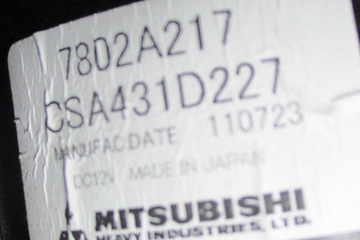 7802A217
CSA431D227
MANUFAC.DATE 110723
DC12V MADE IN JAPAN
MITSUBISHI
HEAVY INDUSTRIES, LTD.